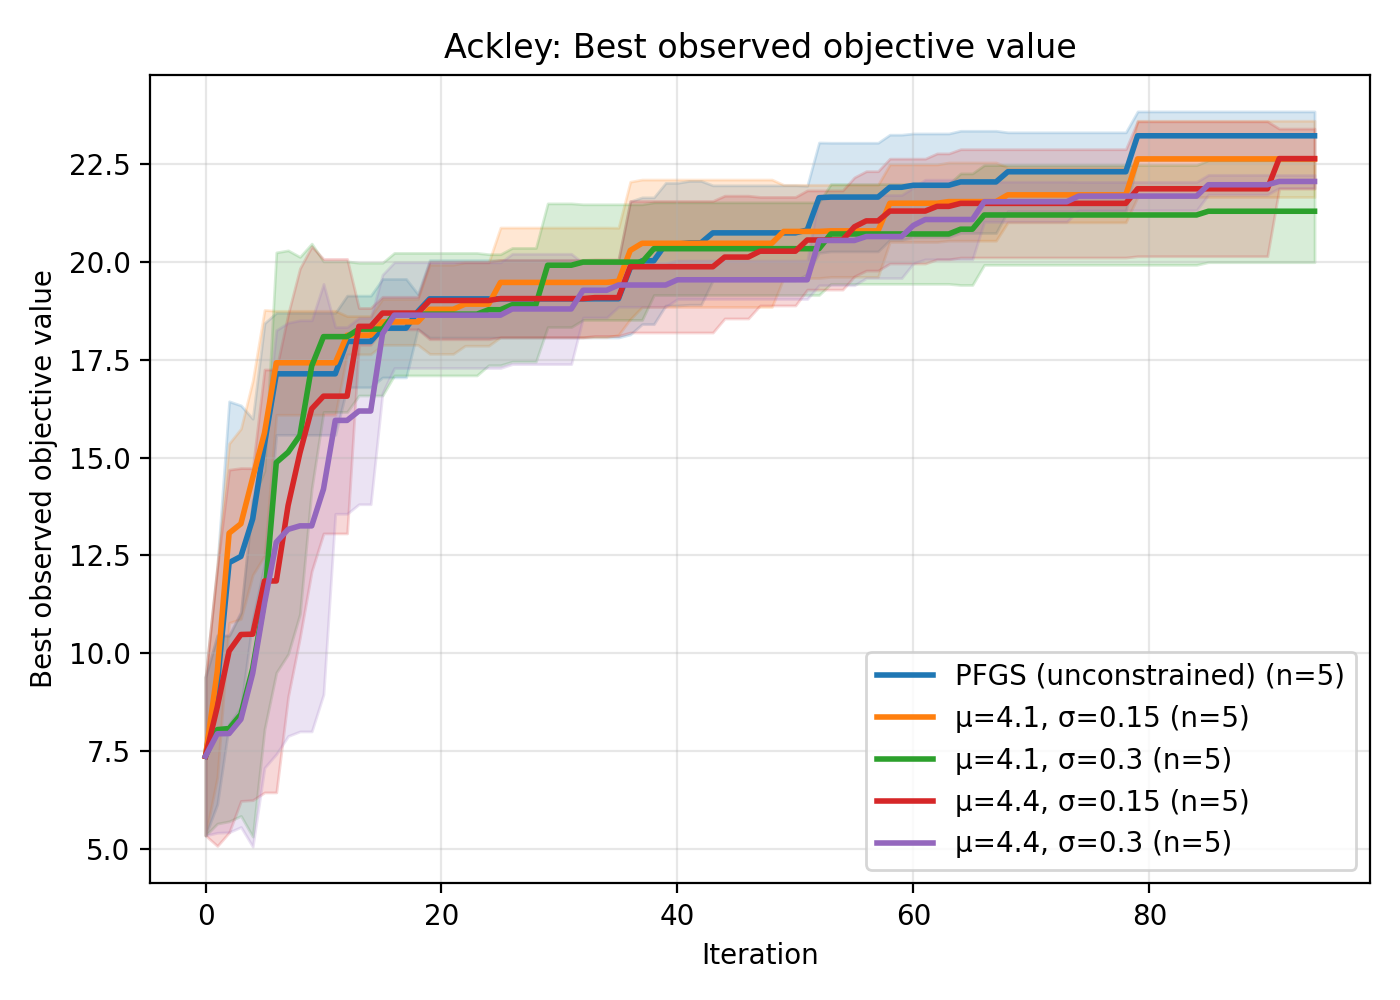 Ackley: Best observed objective value
Best observed objective value
22.5
20.0
17.5
15.0
12.5
10.0
7.5
5.0
0
20
40
60
80
Iteration
PFGS (unconstrained) (n=5)
μ=4.1, σ=0.15 (n=5)
μ=4.1, σ=0.3 (n=5)
μ=4.4, σ=0.15 (n=5)
μ=4.4, σ=0.3 (n=5)